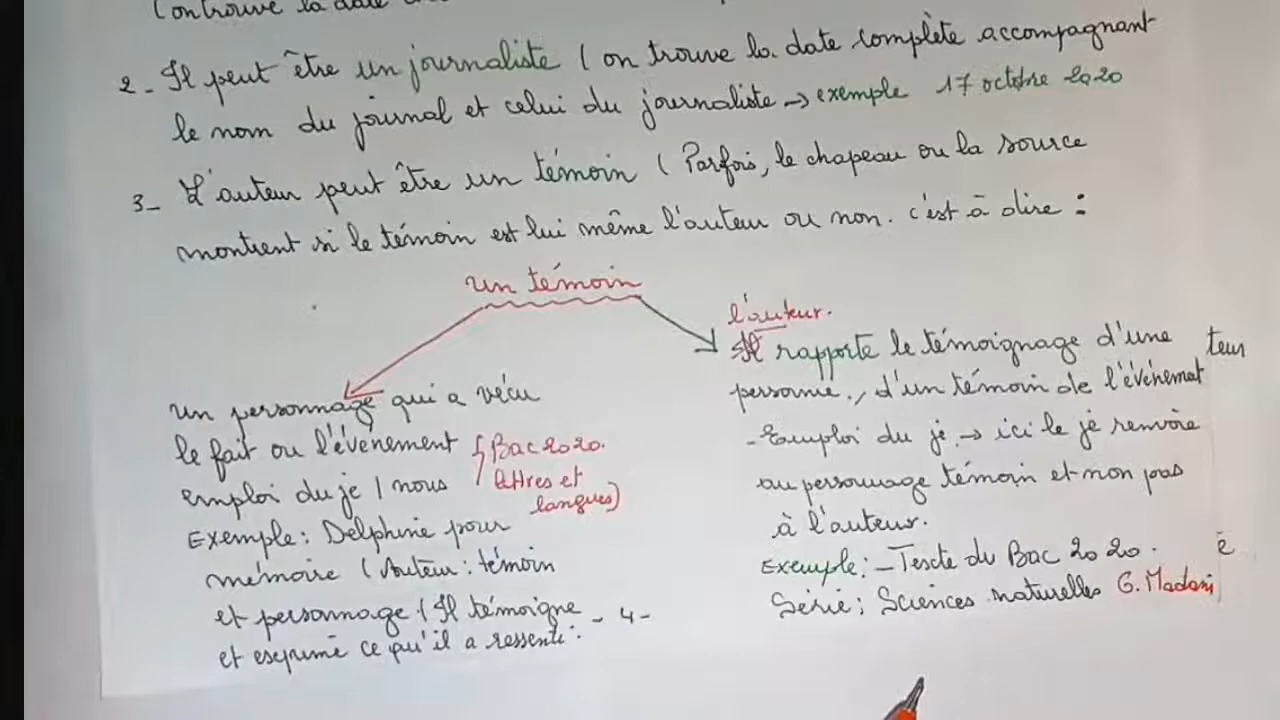 (on trouve la date
2 - Il peut être un journaliste ( on trouve la date complète accompagnant
le nom du journal et celui du journaliste → exemple 17 octobre 2020
3 - L'auteur peut être un témoin ( Parfois, le chapeau ou la source
montrent si le témoin est lui même l'auteur ou non. c'est à dire :
un témoin
un personnage qui a vécu
le fait ou l'évènement
emploi du je / nous
(Bac 2020.
lettres et
langues)
Exemple : Delphine pour
mémoire ( Auteur : témoin
et personnage ( Il témoigne
et exprime ce qu'il a ressenti.
l'auteur.
Il rapporte le témoignage d'une
personne, d'un témoin de l'événemat
- Emploi du je → ici le je renvoie
au personnage témoin et non pas
à l'auteur.
Exemple : - Texte du Bac 2020.
Série : Sciences naturelles G. Madani
teur
è
- 4 -